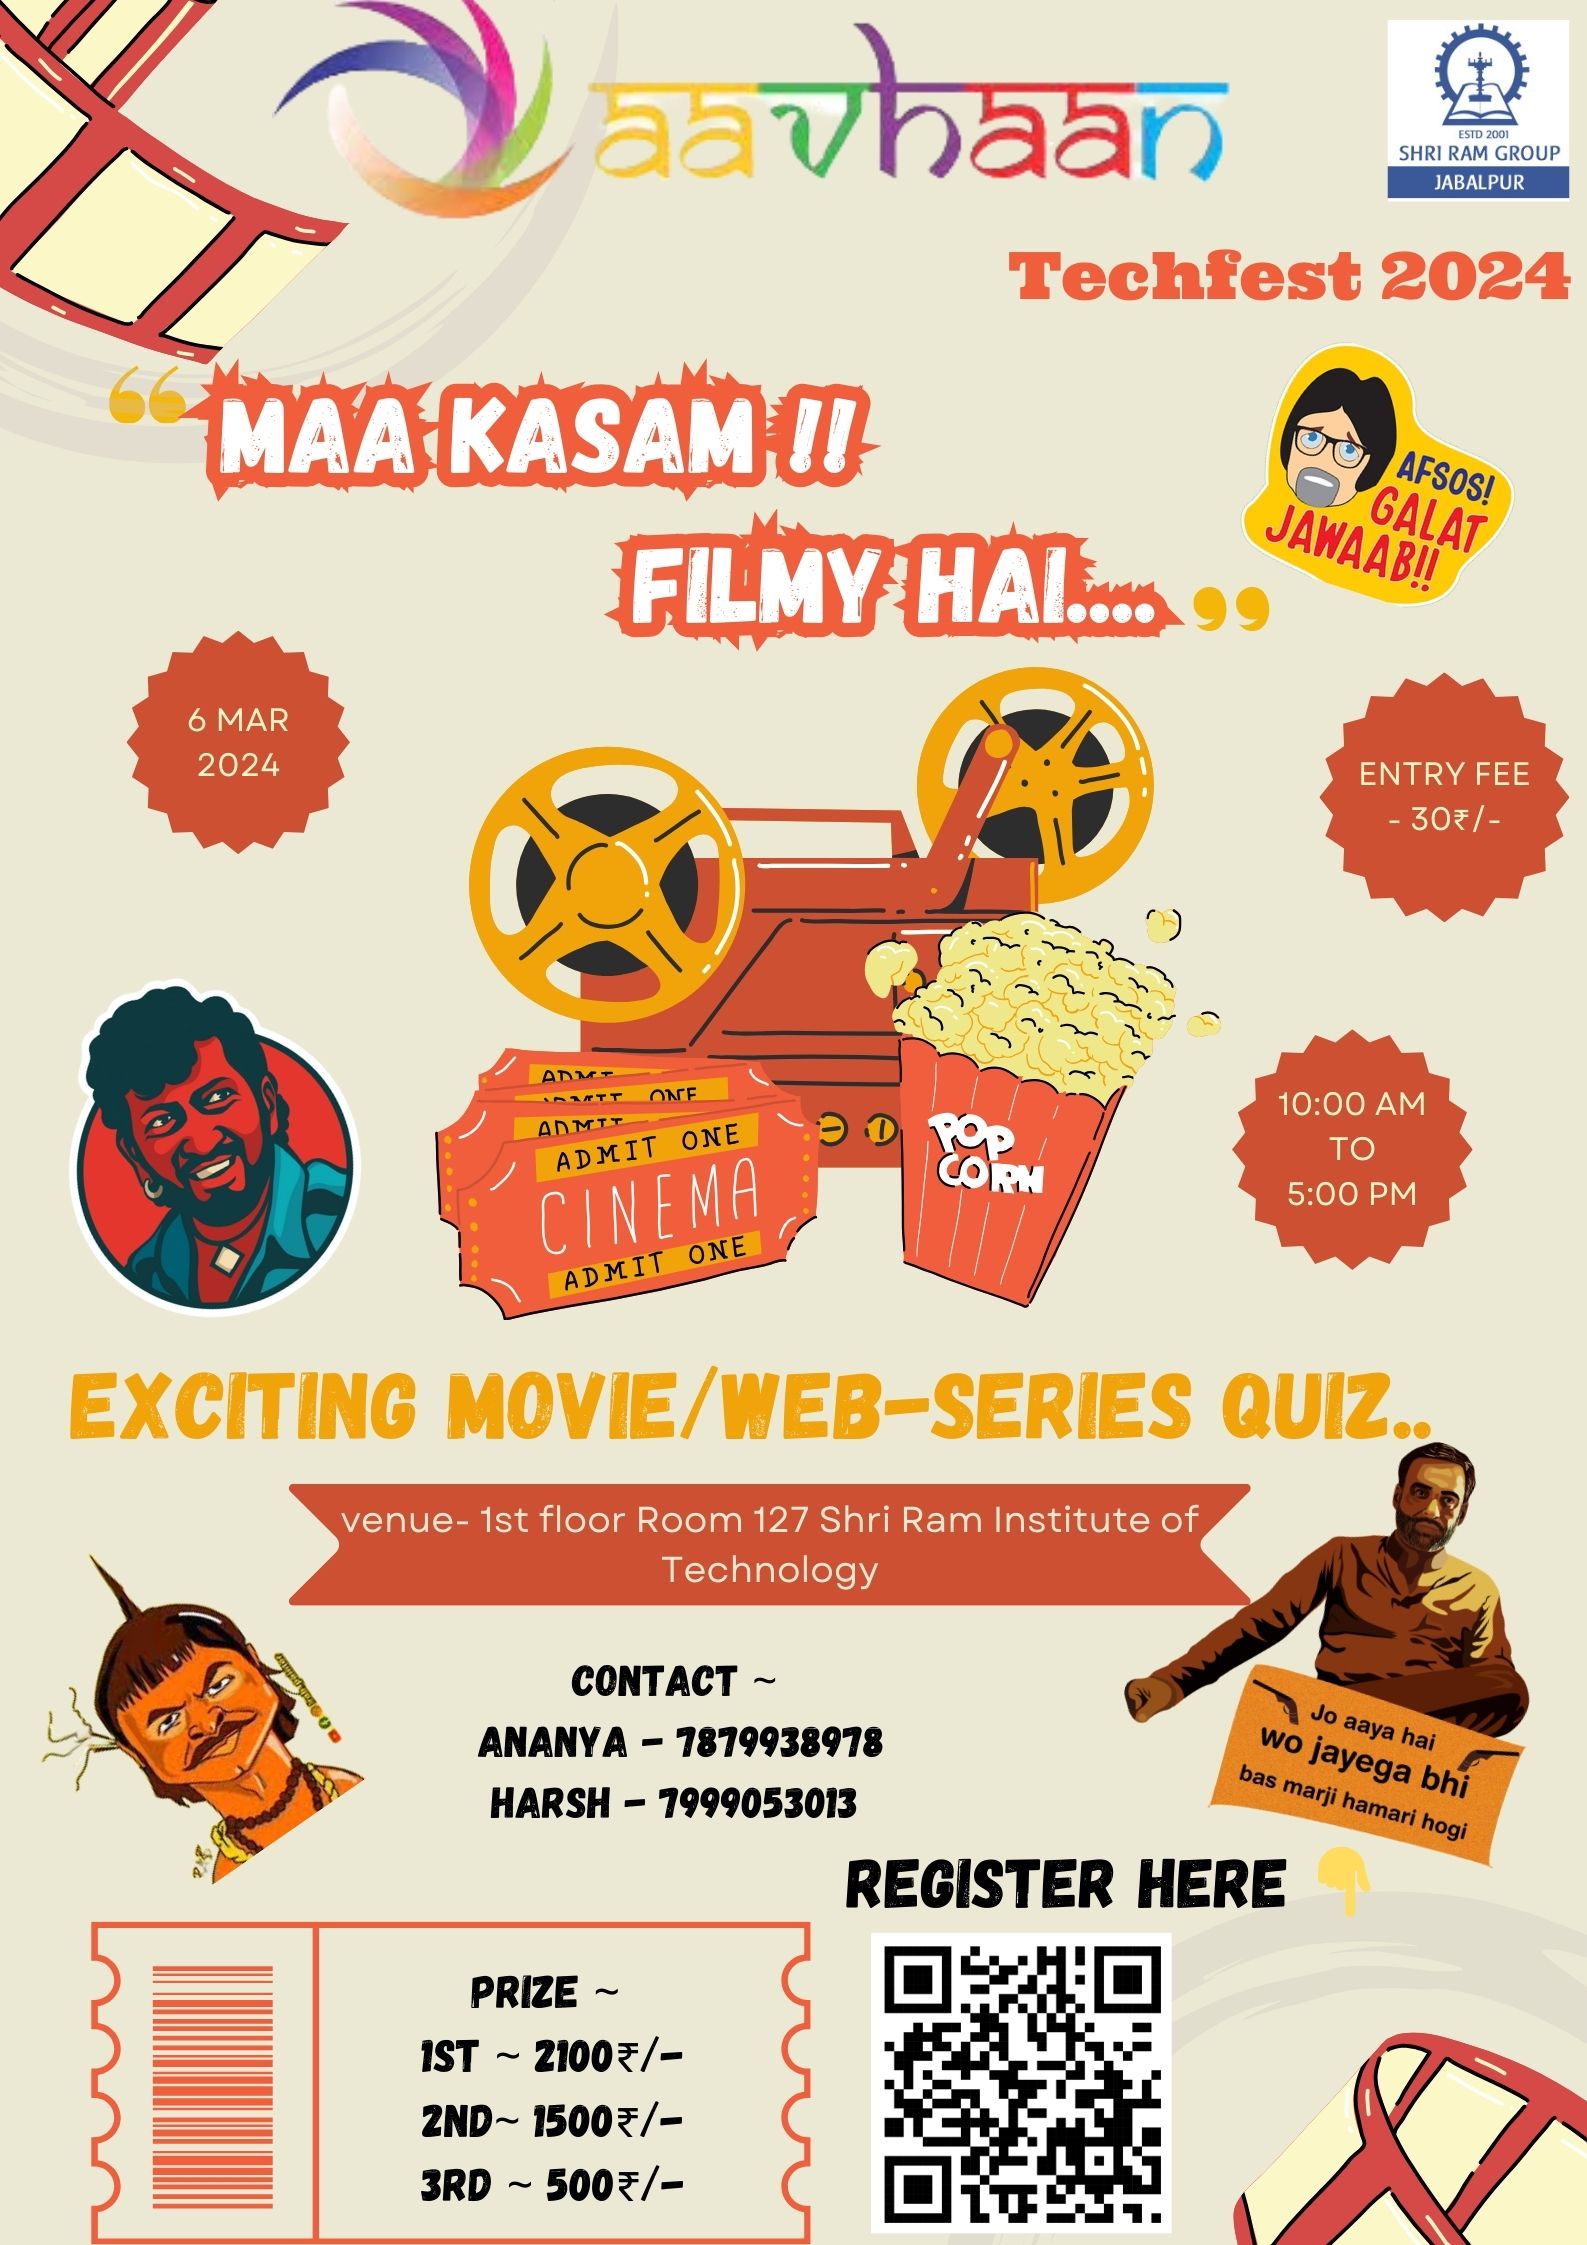 aavhaan
ESTD 2001
SHRI RAM GROUP
JABALPUR
Techfest 2024
“ MAA KASAM !!
FILMY HAI.... ”
AFSOS!
GALAT
JAWAAB!!
6 MAR
2024
ENTRY FEE
- 30₹/-
ADMIT
ADMIT ONE
ADMIT
ADMIT ONE
CINEMA
ADMIT ONE
POP
CORN
10:00 AM
TO
5:00 PM
EXCITING MOVIE/WEB-SERIES QUIZ..
venue- 1st floor Room 127 Shri Ram Institute of
Technology
CONTACT ~
ANANYA - 7879938978
HARSH - 7999053013
Jo aaya hai
wo jayega bhi
bas marji hamari hogi
REGISTER HERE 👇
PRIZE ~
1ST ~ 2100₹/-
2ND~ 1500₹/-
3RD ~ 500₹/-